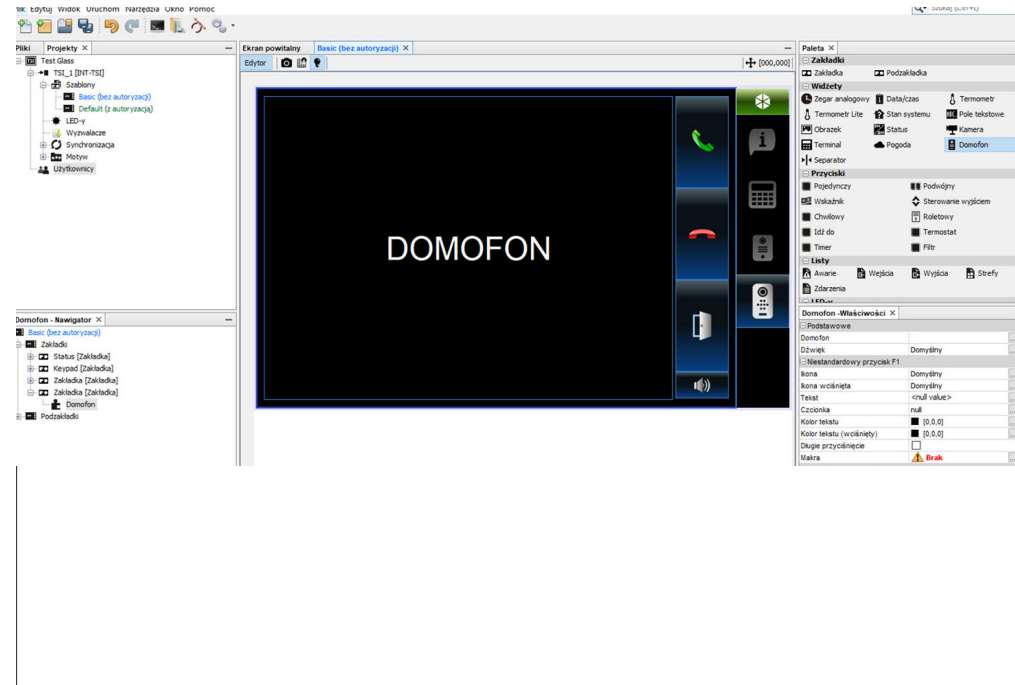 nik Edytuj Widok Uruchom Narzędzia Okno Pomoc
Szukaj (Ctrl+I)
Pliki Projekty
Test Glass
TSI_1 [INT-TSI]
Szablony
Basic (bez autoryzacji)
Default (z autoryzacją)
LED-y
Wyzwalacze
Synchronizacja
Motyw
Użytkownicy
Domofon - Nawigator
Basic (bez autoryzacji)
Zakładki
Status [Zakładka]
Keypad [Zakładka]
Zakładka [Zakładka]
Zakładka [Zakładka]
Domofon
Podzakładki
Ekran powitalny Basic (bez autoryzacji)
Edytor [000,000]
DOMOFON
Paleta
Zakładki
Zakładka Podzakładka
Widżety
Zegar analogowy Data/czas Termometr
Termometr Lite Stan systemu Pole tekstowe
Obrazek Status Kamera
Terminal Pogoda Domofon
Separator
Przyciski
Pojedynczy Podwójny
Wskaźnik Sterowanie wyjściem
Chwilowy Roletowy
Idź do Termostat
Timer Filtr
Listy
Awarie Wejścia Wyjścia Strefy
Zdarzenia
LED-y
Domofon -Właściwości
Podstawowe
Domofon
Dźwięk Domyślny
Niestandardowy przycisk F1
Ikona Domyślny
Ikona wciśnięta Domyślny
Tekst <null value>
Czcionka null
Kolor tekstu [0,0,0]
Kolor tekstu (wciśnięty) [0,0,0]
Długie przyciśnięcie
Makra Brak